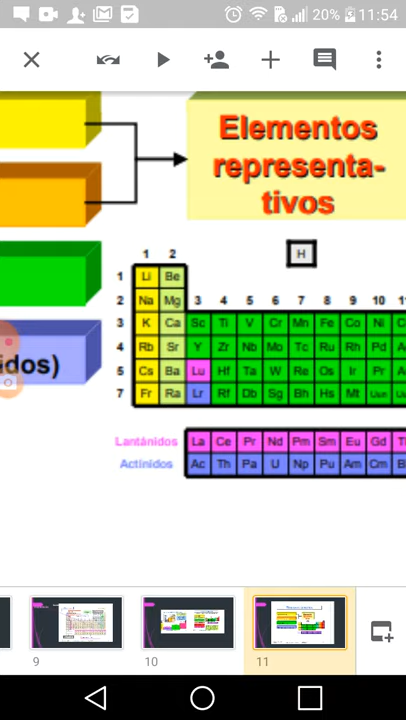 20% 11:54
Elementos
representa-
tivos
1 2
H
1 Li Be
2 Na Mg 3 4 5 6 7 8 9 10
3 K Ca Sc Ti V Cr Mn Fe Co Ni
4 Rb Sr Y Zr Nb Mo Tc Ru Rh Pd
5 Cs Ba Lu Hf Ta W Re Os Ir Pt
7 Fr Ra Lr Rf Db Sg Bh Hs Mt
idos)
Lantánidos La Ce Pr Nd Pm Sm Eu Gd
Actínidos Ac Th Pa U Np Pu Am Cm
9 10 11